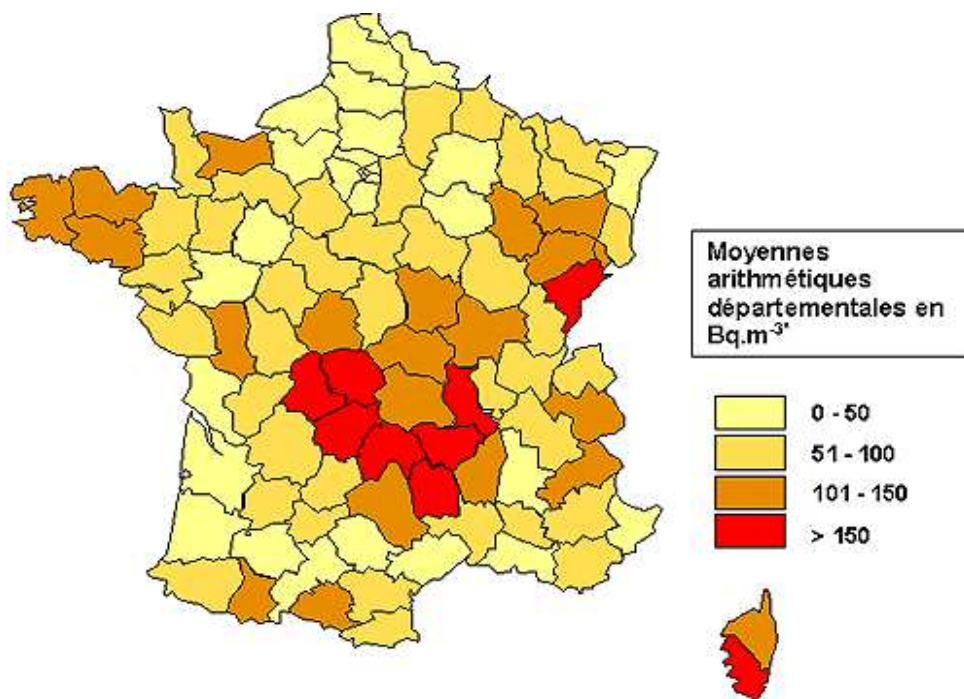 Moyennes
arithmétiques
départementales en
Bq.m⁻³*
0 - 50
51 - 100
101 - 150
> 150